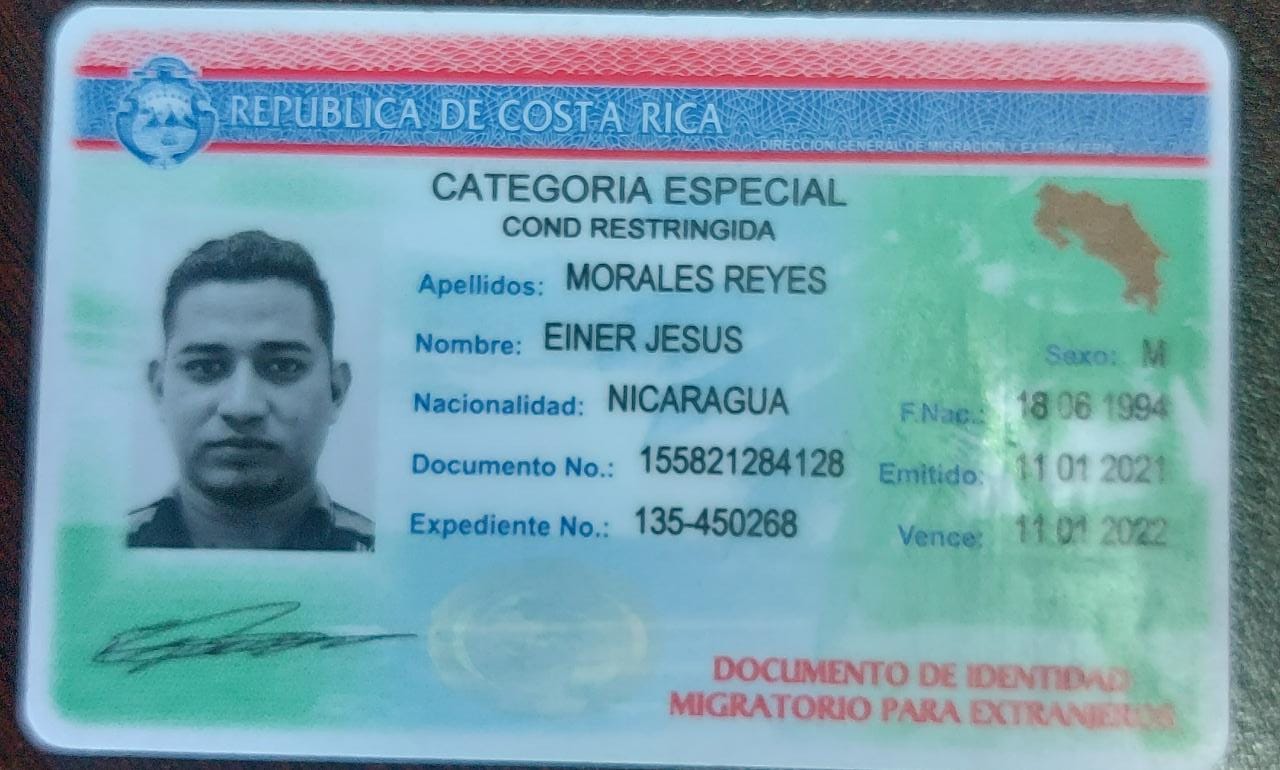 REPUBLICA DE COSTA RICA
DIRECCION GENERAL DE MIGRACION Y EXTRANJERIA
CATEGORIA ESPECIAL
COND RESTRINGIDA
Apellidos: MORALES REYES
Nombre: EINER JESUS
Sexo: M
Nacionalidad: NICARAGUA
F.Nac.: 18 06 1994
Documento No.: 155821284128
Emitido: 11 01 2021
Expediente No.: 135-450268
Vence: 11 01 2022
DOCUMENTO DE IDENTIDAD
MIGRATORIO PARA EXTRANJEROS